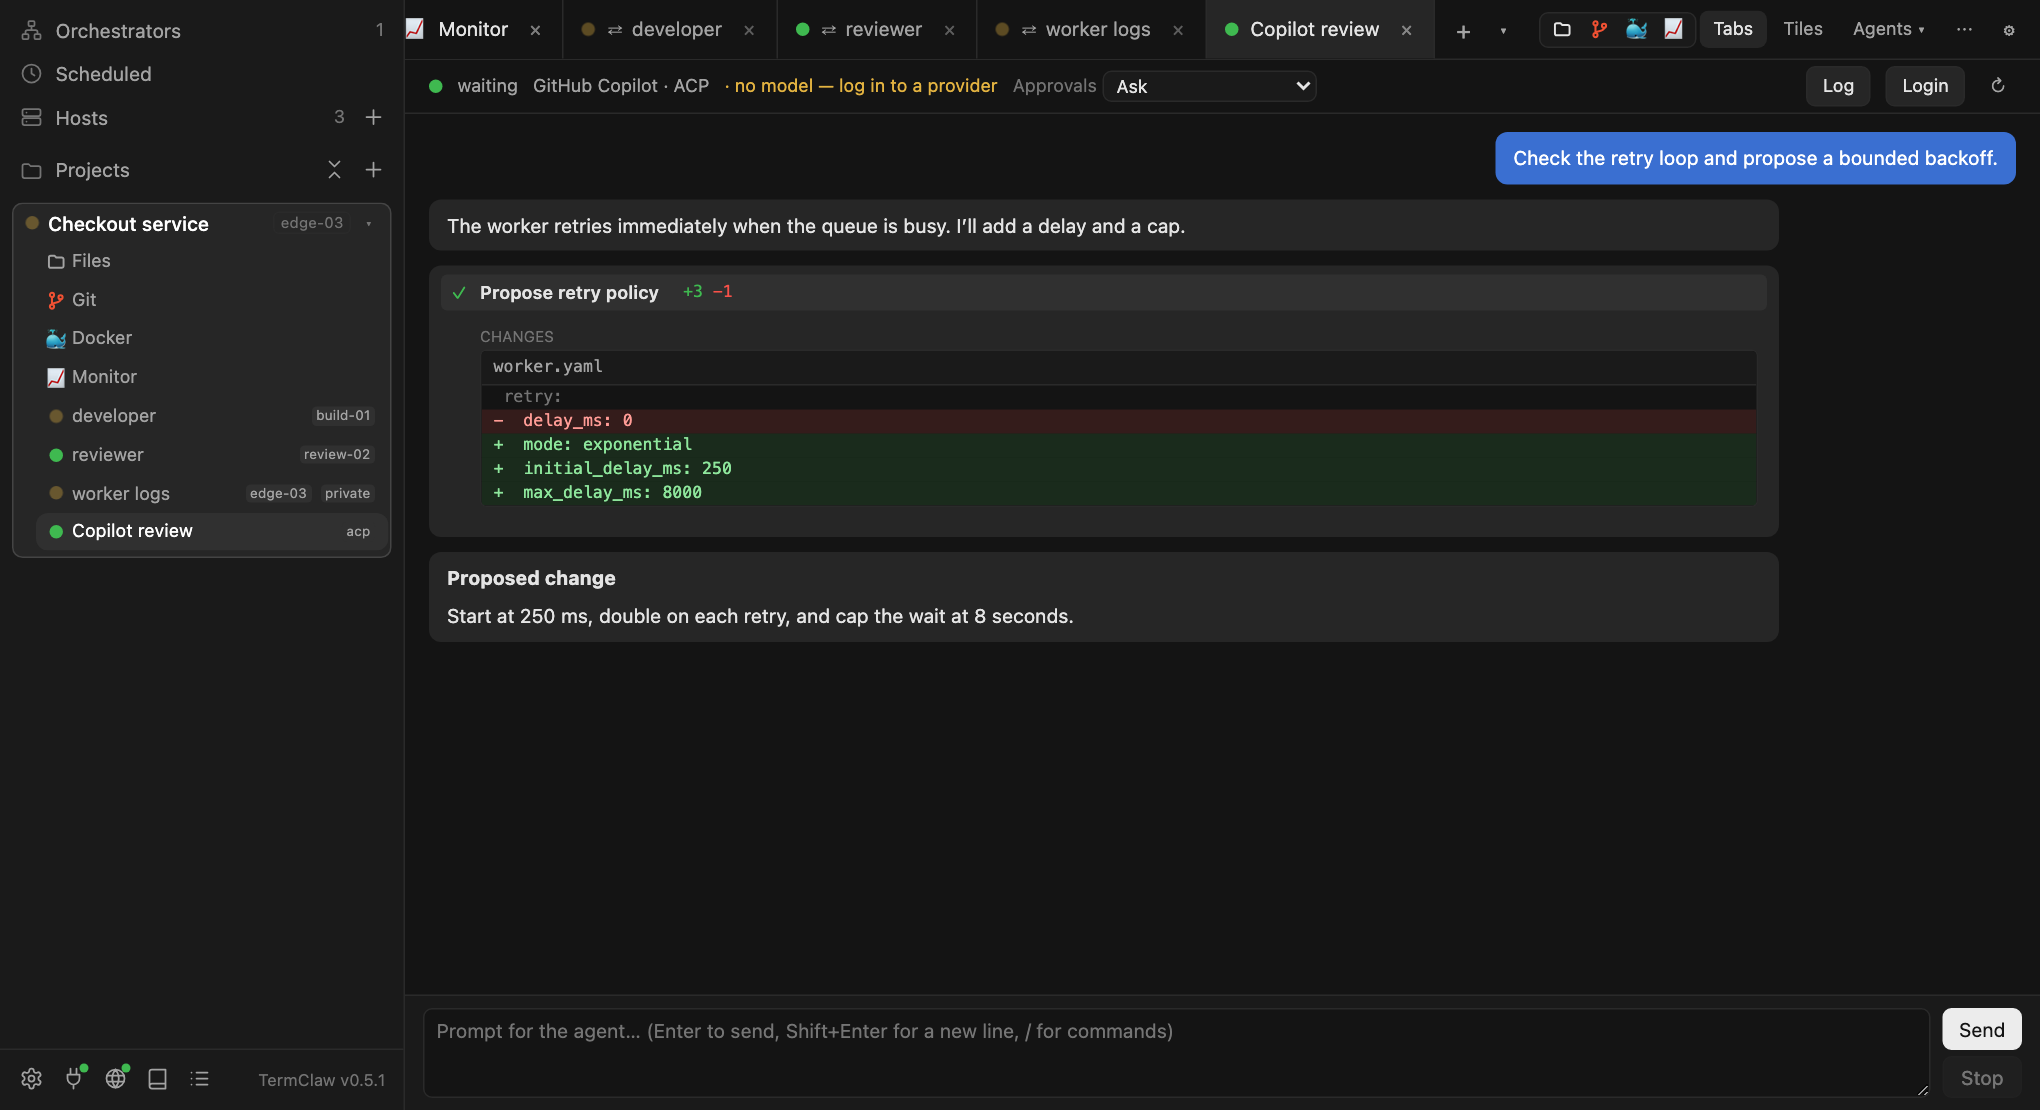 Orchestrators 1
Scheduled
Hosts 3 +
Projects +
Checkout service edge-03
Files
Git
Docker
Monitor
developer build-01
reviewer review-02
worker logs edge-03 private
Copilot review acp
TermClaw v0.5.1
Monitor × ⇄ developer × ⇄ reviewer × ⇄ worker logs × Copilot review × + Tabs Tiles Agents ···
waiting GitHub Copilot · ACP · no model — log in to a provider Approvals Ask Log Login
Check the retry loop and propose a bounded backoff.
The worker retries immediately when the queue is busy. I’ll add a delay and a cap.
✓ Propose retry policy +3 −1
CHANGES
worker.yaml
retry:
− delay_ms: 0
+ mode: exponential
+ initial_delay_ms: 250
+ max_delay_ms: 8000
Proposed change
Start at 250 ms, double on each retry, and cap the wait at 8 seconds.
Prompt for the agent... (Enter to send, Shift+Enter for a new line, / for commands)
Send
Stop